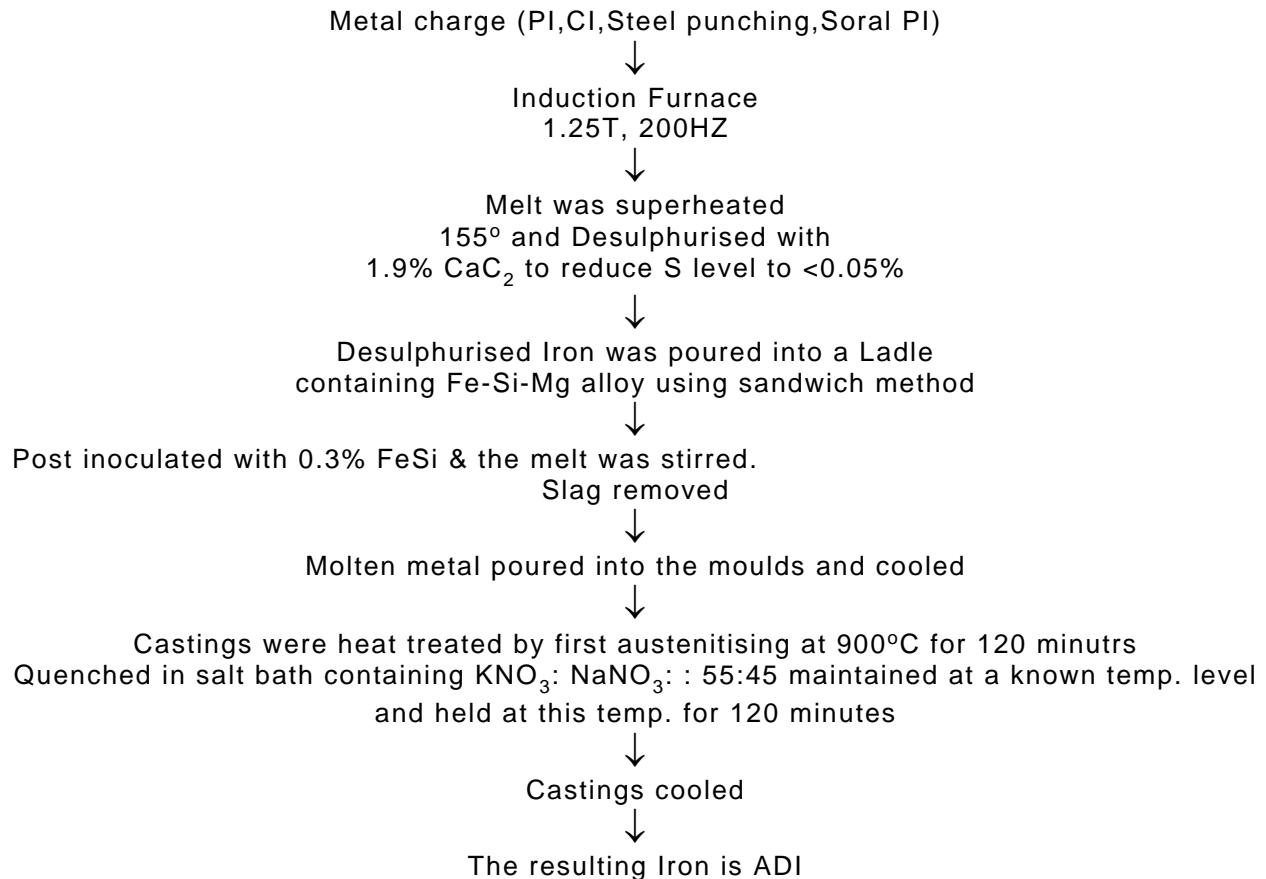 Metal charge (PI,CI,Steel punching,Soral PI)
↓
Induction Furnace
1.25T, 200HZ
↓
Melt was superheated
155° and Desulphurised with
1.9% CaC₂ to reduce S level to <0.05%
↓
Desulphurised Iron was poured into a Ladle
containing Fe-Si-Mg alloy using sandwich method
↓
Post inoculated with 0.3% FeSi & the melt was stirred.
Slag removed
↓
Molten metal poured into the moulds and cooled
↓
Castings were heat treated by first austenitising at 900°C for 120 minutrs
Quenched in salt bath containing KNO₃: NaNO₃: : 55:45 maintained at a known temp. level
and held at this temp. for 120 minutes
↓
Castings cooled
↓
The resulting Iron is ADI